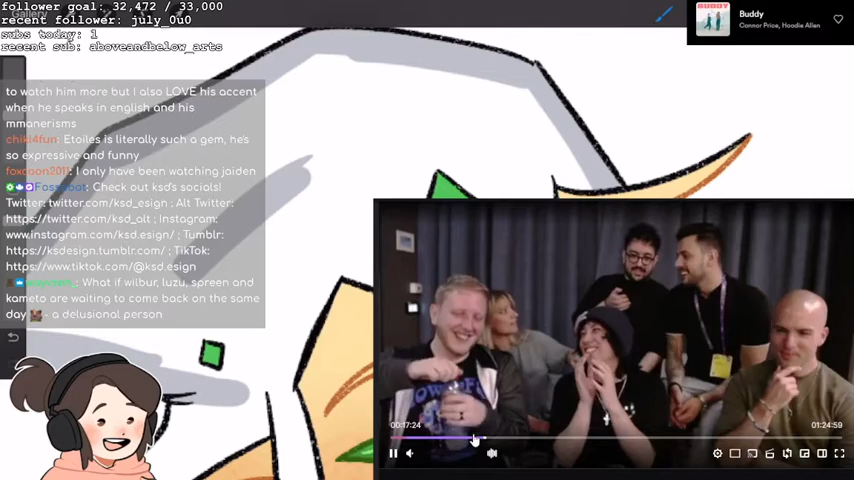 follower goal: 32,472 / 33,000
recent follower: july_0u0
subs today: 1
recent sub: aboveandbelow_arts
Gallery
Buddy
Connor Price, Hoodie Allen
BUDDY
to watch him more but I also LOVE his accent
when he speaks in english and his
mmanerisms
chiki4fun: Etoiles is literally such a gem, he's
so expressive and funny
foxcoon2011: I only have been watching jaiden
Fossabot: Check out ksd's socials!
Twitter: twitter.com/ksd_esign ; Alt Twitter:
https://twitter.com/ksd_alt ; Instagram:
www.instagram.com/ksd.esign/ ; Tumblr:
https://ksdesign.tumblr.com/ ; TikTok:
https://www.tiktok.com/@ksd.esign
What if wilbur, luzu, spreen and
kameto are waiting to come back on the same
day - a delusional person
00:17:24
01:24:59